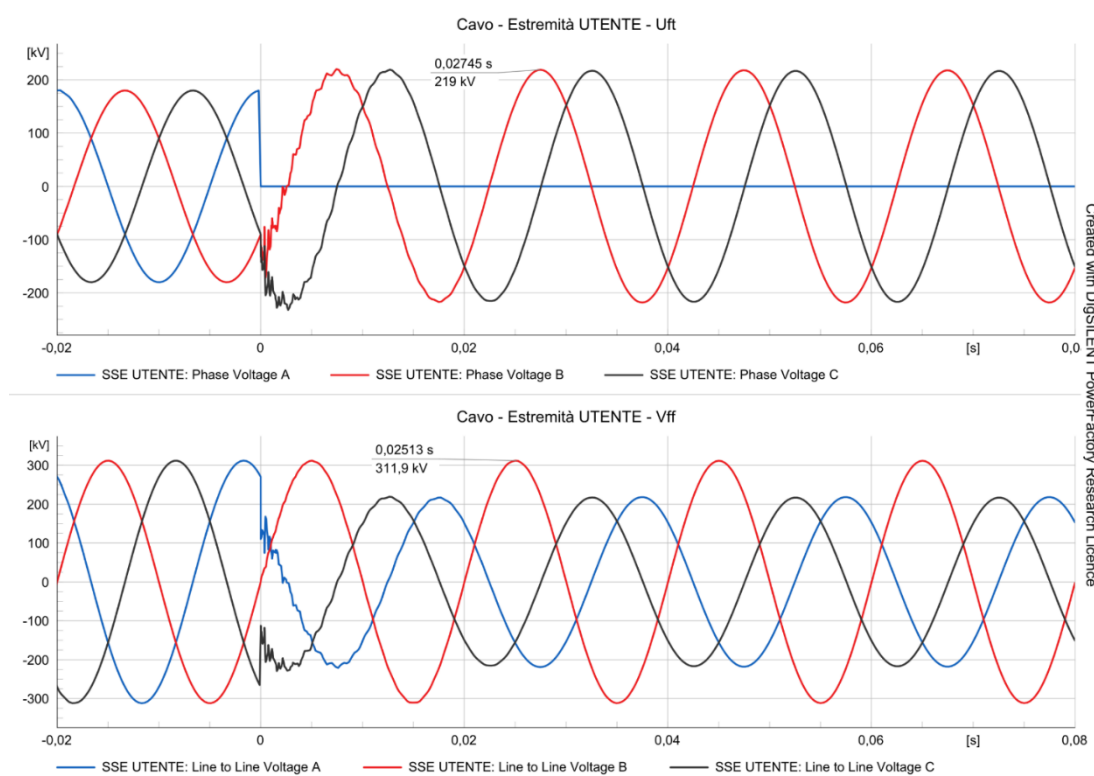 Cavo - Estremità UTENTE - Uft
[kV]
0,02745 s
219 kV
200
100
0
-100
-200
-0,02 0 0,02 0,04 0,06 [s] 0,0
SSE UTENTE: Phase Voltage A SSE UTENTE: Phase Voltage B SSE UTENTE: Phase Voltage C
Cavo - Estremità UTENTE - Vff
[kV]
0,02513 s
311,9 kV
300
200
100
0
-100
-200
-300
-0,02 0 0,02 0,04 0,06 [s] 0,08
SSE UTENTE: Line to Line Voltage A SSE UTENTE: Line to Line Voltage B SSE UTENTE: Line to Line Voltage C
Created with DIgSILENT PowerFactory Research Licence